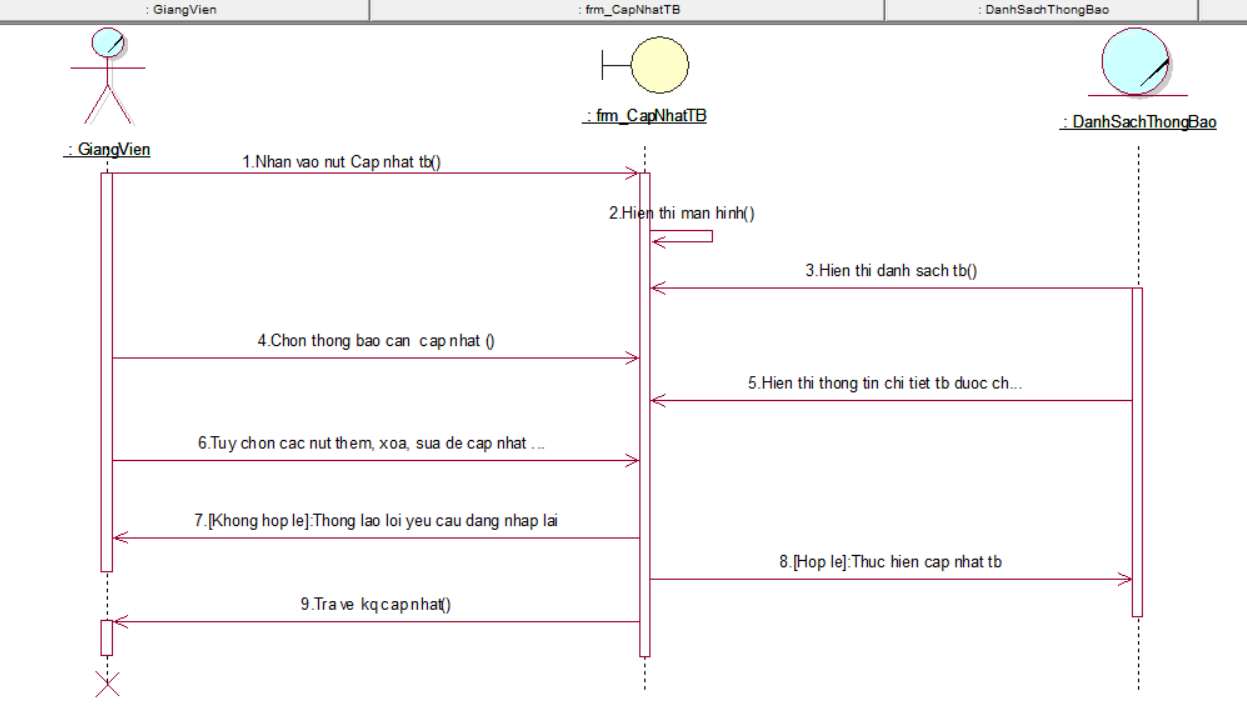 : GiangVien
: frm_CapNhatTB
: DanhSachThongBao
: GiangVien
: frm_CapNhatTB
: DanhSachThongBao
1.Nhan vao nut Cap nhat tb()
2.Hien thi man hinh()
3.Hien thi danh sach tb()
4.Chon thong bao can cap nhat ()
5.Hien thi thong tin chi tiet tb duoc ch...
6.Tuy chon cac nut them, xoa, sua de cap nhat ...
7.[Khong hop le]:Thong lao loi yeu cau dang nhap lai
8.[Hop le]:Thuc hien cap nhat tb
9.Tra ve kq cap nhat()